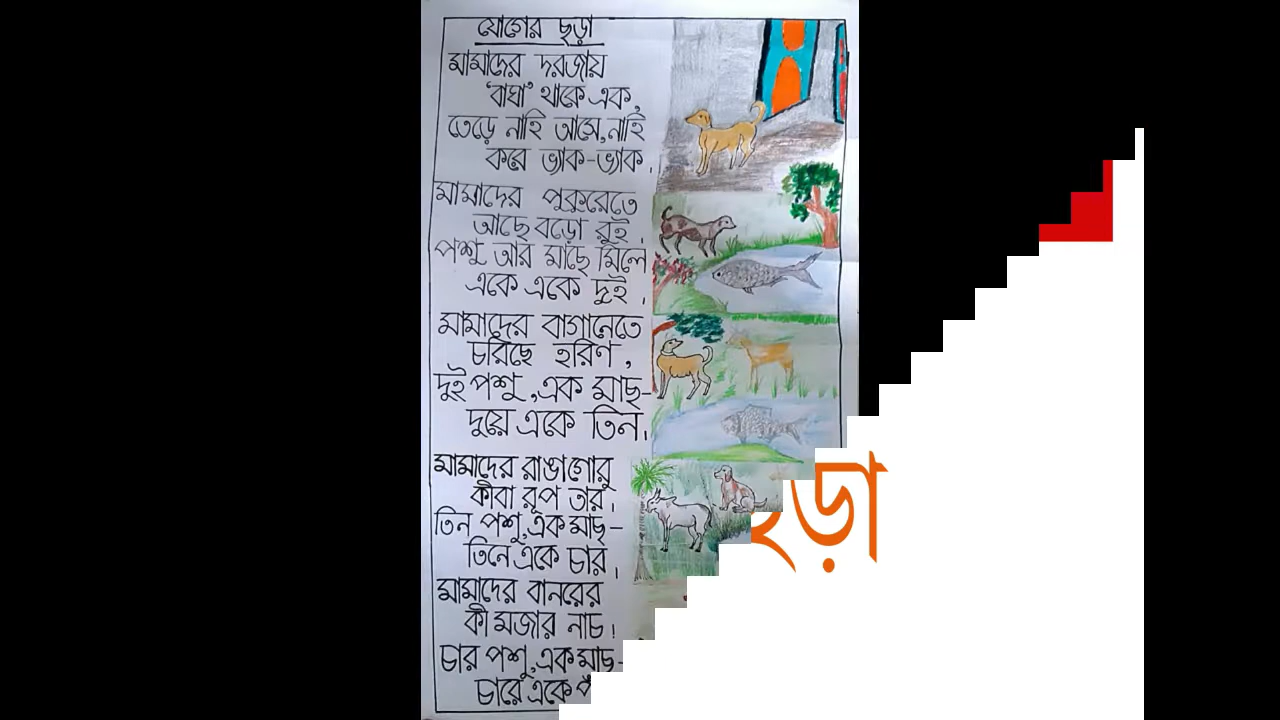 যোগের ছড়া
মামাদের দরজায়
'বাঘা' থাকে এক,
তেড়ে নাহি আসে, নাহি
করে ভ্যাক-ভ্যাক.
মামাদের পুকুরেতে
আছে বড়ো রুই.
পশু আর মাছে মিলে
একে একে দুই.
মামাদের বাগানেতে
চরিছে হরিণ,
দুই পশু, এক মাছ-
দুয়ে একে তিন.
মামাদের রাঙাগোরু
কীবা রূপ তার.
তিন পশু, এক মাছ-
তিনে একে চার.
মামাদের বানরের
কী মজার নাচ!
চার পশু, এক মাছ-
চারে একে
ছড়া